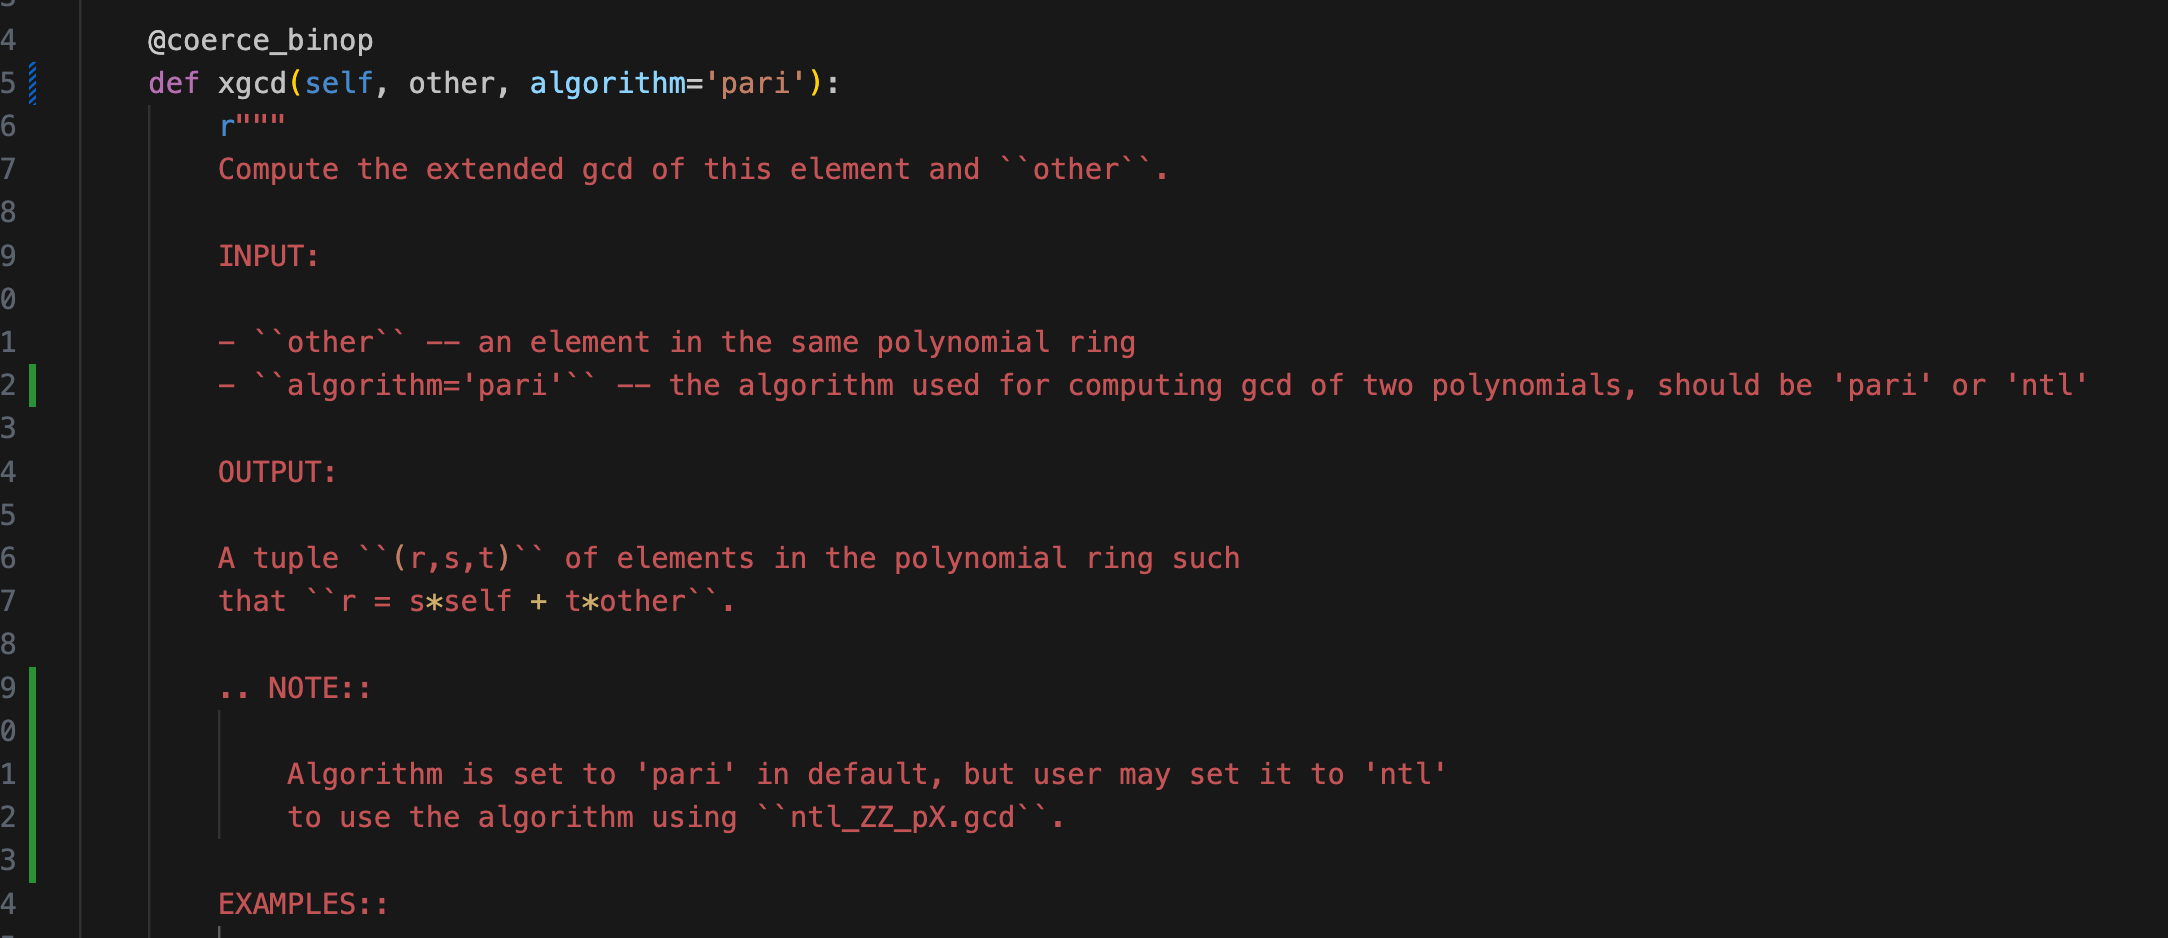 4 @coerce_binop
5 def xgcd(self, other, algorithm='pari'):
6 r"""
7 Compute the extended gcd of this element and ``other``.
8
9 INPUT:
0
1 - ``other`` -- an element in the same polynomial ring
2 - ``algorithm='pari'`` -- the algorithm used for computing gcd of two polynomials, should be 'pari' or 'ntl'
3
4 OUTPUT:
5
6 A tuple ``(r,s,t)`` of elements in the polynomial ring such
7 that ``r = s*self + t*other``.
8
9 .. NOTE::
0
1 Algorithm is set to 'pari' in default, but user may set it to 'ntl'
2 to use the algorithm using ``ntl_ZZ_pX.gcd``.
3
4 EXAMPLES::